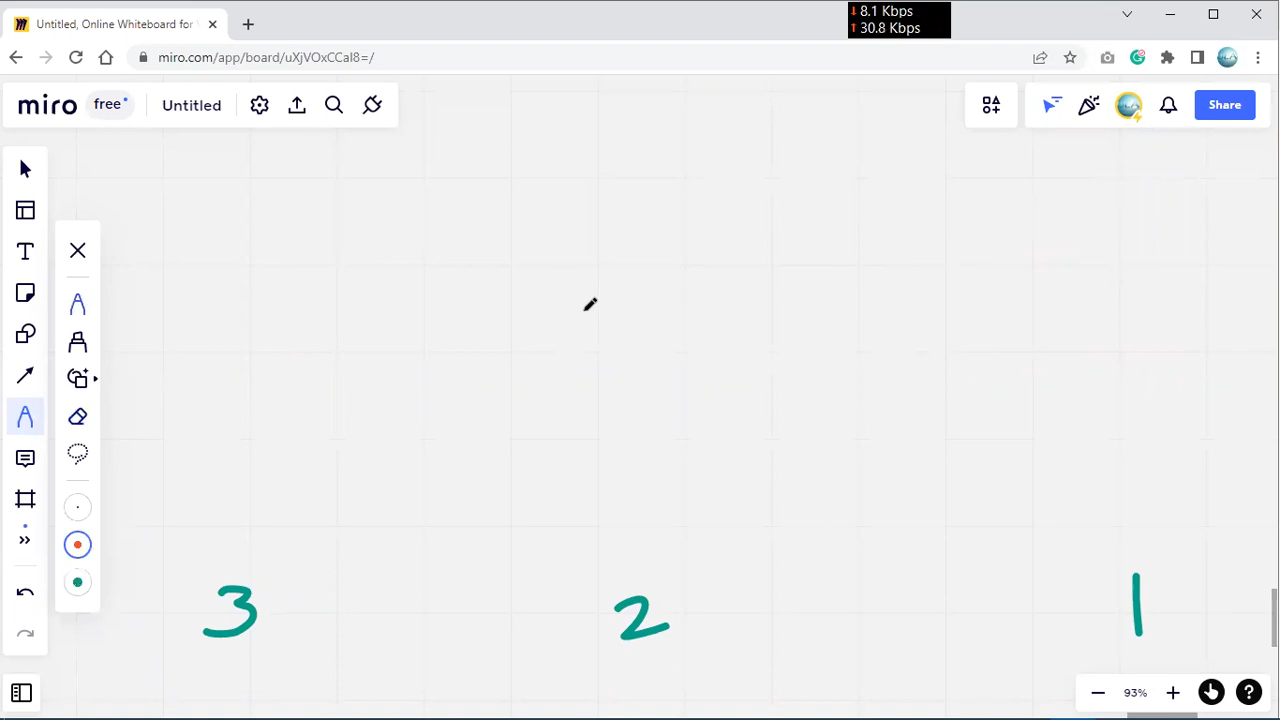 Untitled, Online Whiteboard for
8.1 Kbps
30.8 Kbps
miro.com/app/board/uXjVOxCCaI8=/
miro free Untitled Share
3 2 1
93%